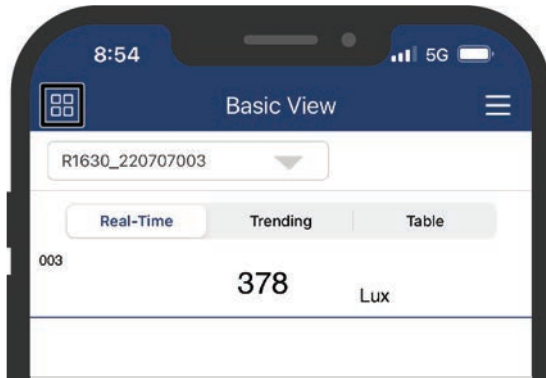 8:54 5G
Basic View
R1630_220707003
Real-Time Trending Table
003
378 Lux